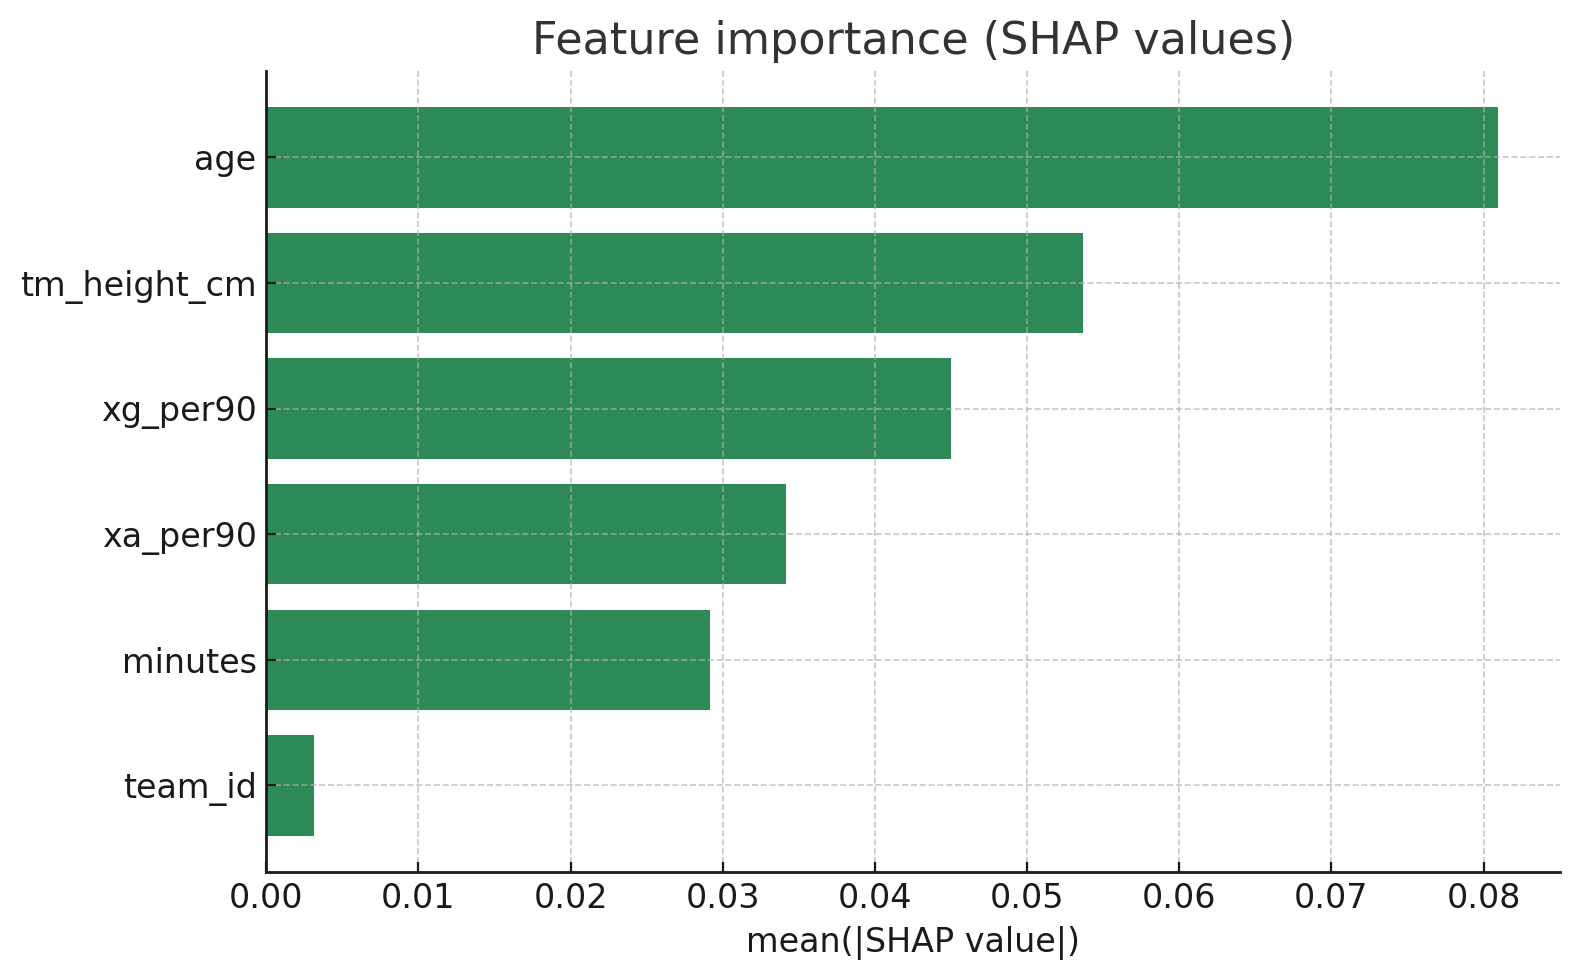 Feature importance (SHAP values)
age
tm_height_cm
xg_per90
xa_per90
minutes
team_id
0.00 0.01 0.02 0.03 0.04 0.05 0.06 0.07 0.08
mean(|SHAP value|)